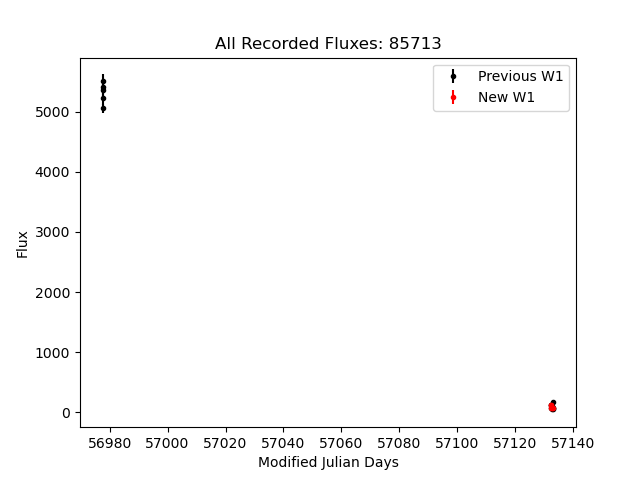 All Recorded Fluxes: 85713
Previous W1
New W1
Flux
5000
4000
3000
2000
1000
0
56980 57000 57020 57040 57060 57080 57100 57120 57140
Modified Julian Days